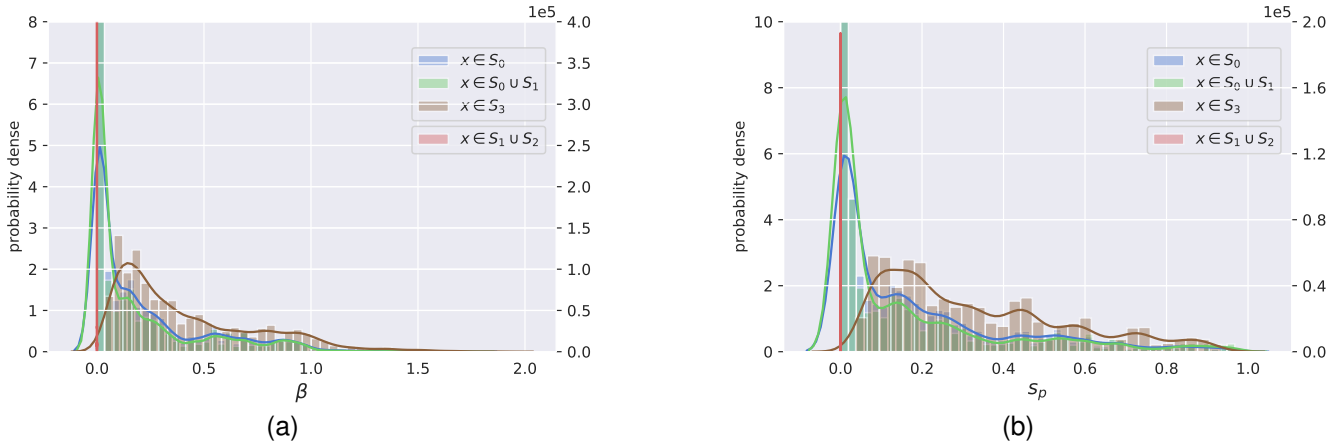 1e5
8
7
6
5
4
3
2
1
0
probability dense
4.0
3.5
3.0
2.5
2.0
1.5
1.0
0.5
0.0
x ∈ S₀
x ∈ S₀ ∪ S₁
x ∈ S₃
x ∈ S₁ ∪ S₂
0.0 0.5 1.0 1.5 2.0
β
(a)
1e5
10
8
6
4
2
0
probability dense
2.0
1.6
1.2
0.8
0.4
0.0
x ∈ S₀
x ∈ S₀ ∪ S₁
x ∈ S₃
x ∈ S₁ ∪ S₂
0.0 0.2 0.4 0.6 0.8 1.0
sₚ
(b)